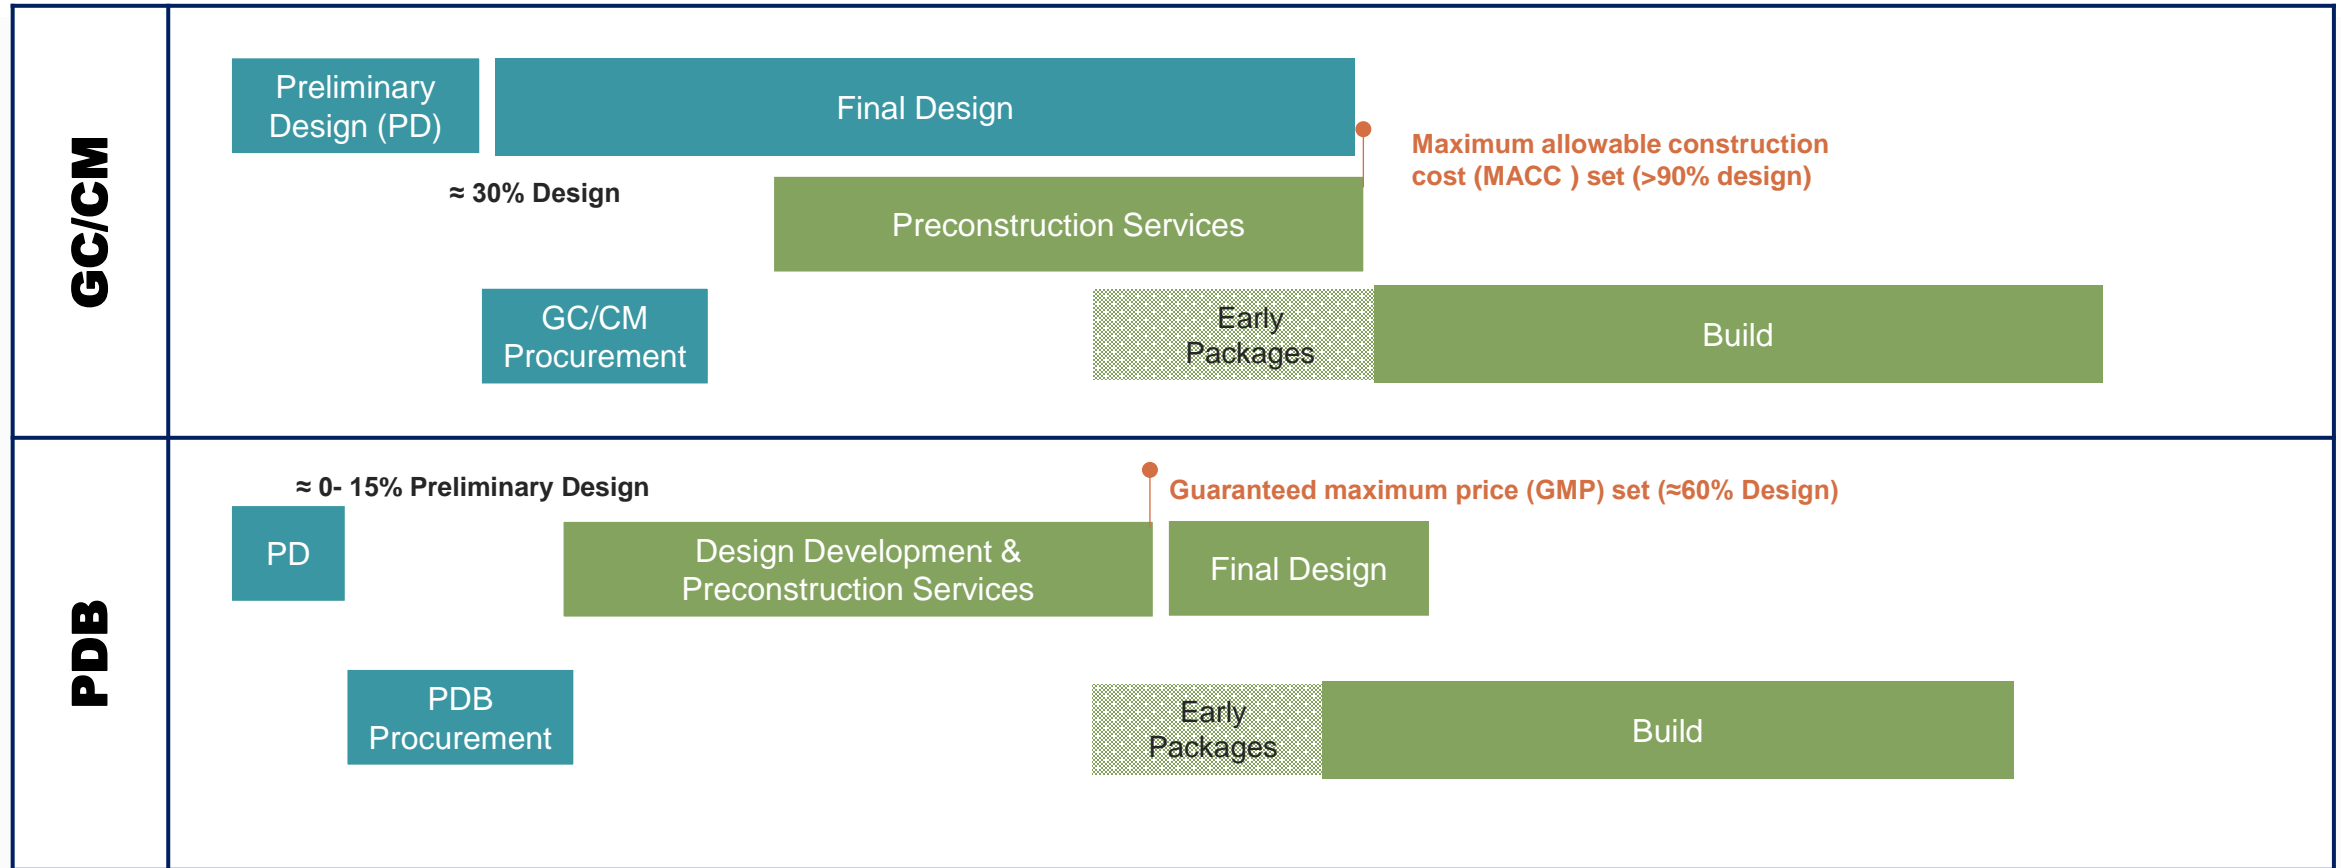 GC/CM
Preliminary
Design (PD)
Final Design
Maximum allowable construction
cost (MACC ) set (>90% design)
≈ 30% Design
Preconstruction Services
GC/CM
Procurement
Early
Packages
Build
PDB
≈ 0- 15% Preliminary Design
Guaranteed maximum price (GMP) set (≈60% Design)
PD
Design Development &
Preconstruction Services
Final Design
PDB
Procurement
Early
Packages
Build